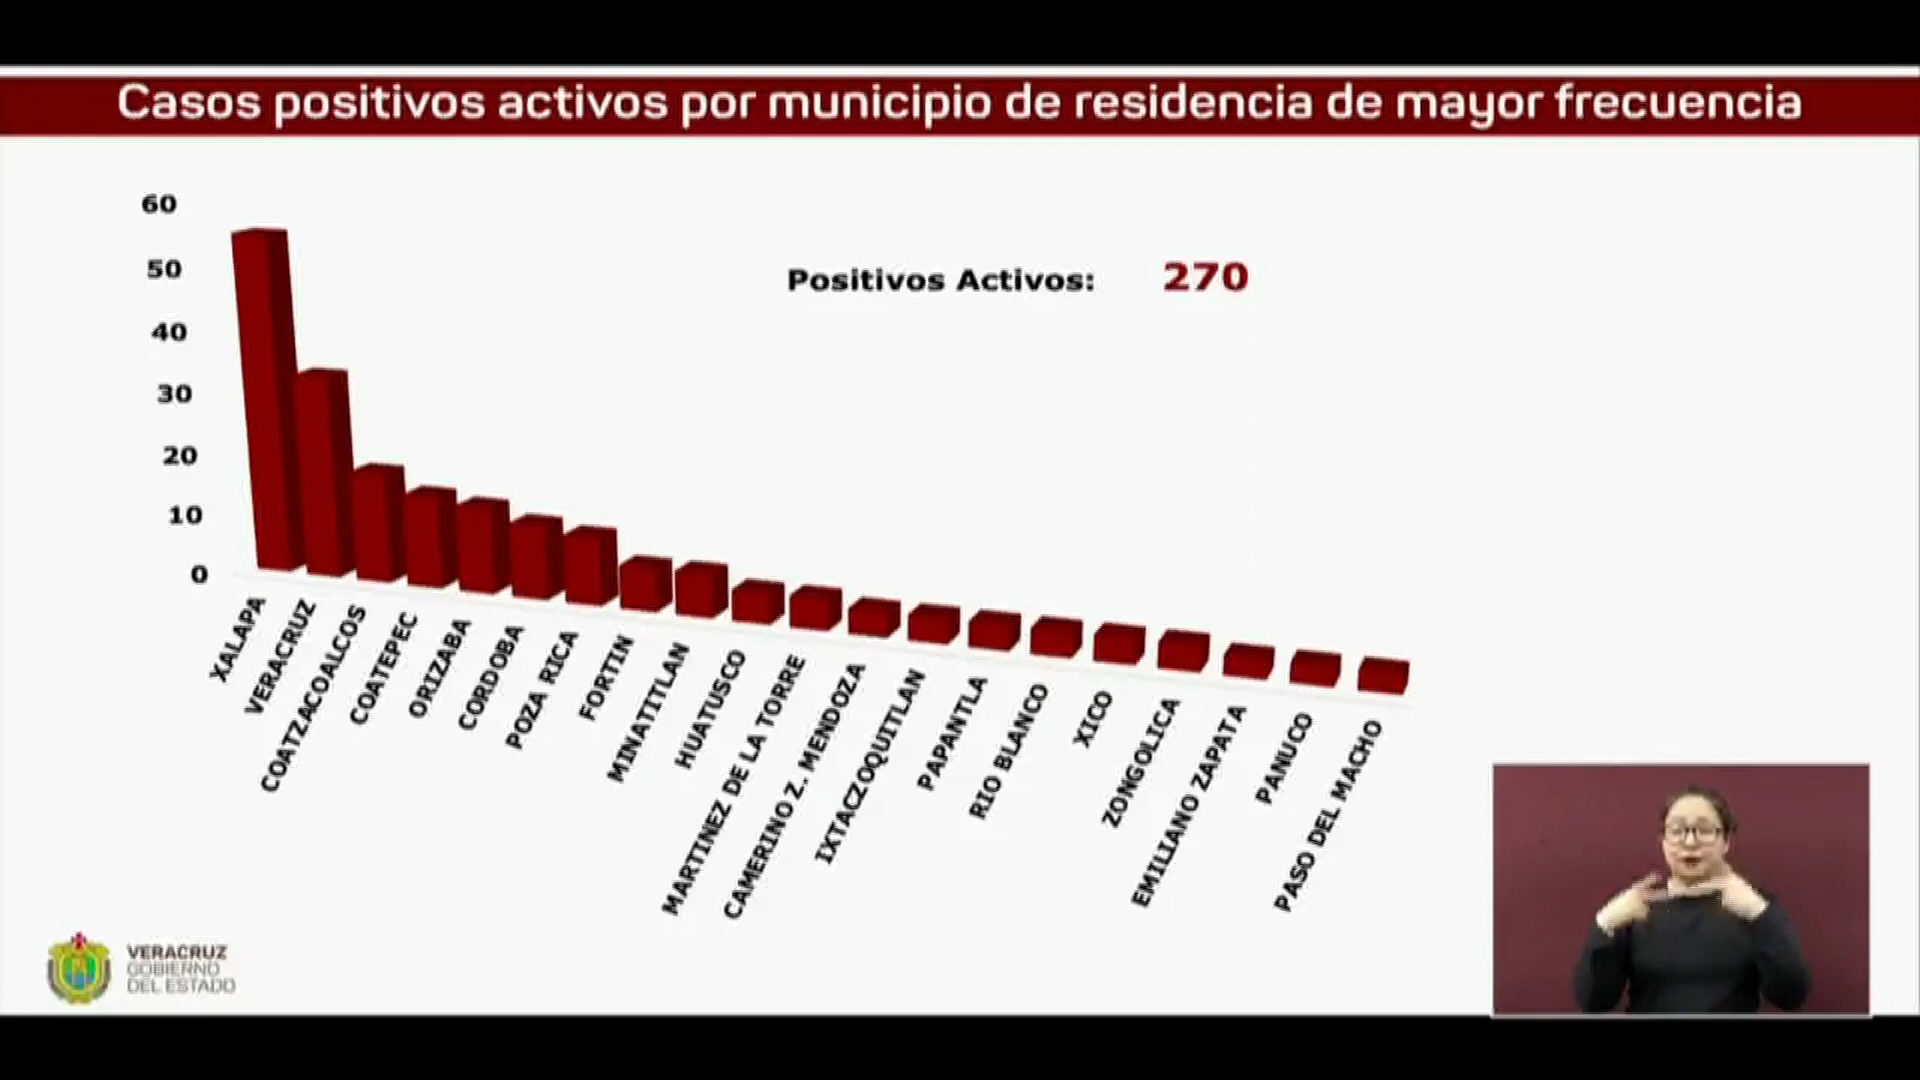 Casos positivos activos por municipio de residencia de mayor frecuencia
60
50
40
30
20
10
0
Positivos Activos: 270
XALAPA
VERACRUZ
COATZACOALCOS
COATEPEC
ORIZABA
CORDOBA
POZA RICA
FORTIN
MINATITLAN
HUATUSCO
MARTINEZ DE LA TORRE
CAMERINO Z. MENDOZA
IXTACZOQUITLAN
PAPANTLA
RIO BLANCO
XICO
ZONGOLICA
EMILIANO ZAPATA
PANUCO
PASO DEL MACHO
VERACRUZ
GOBIERNO
DEL ESTADO